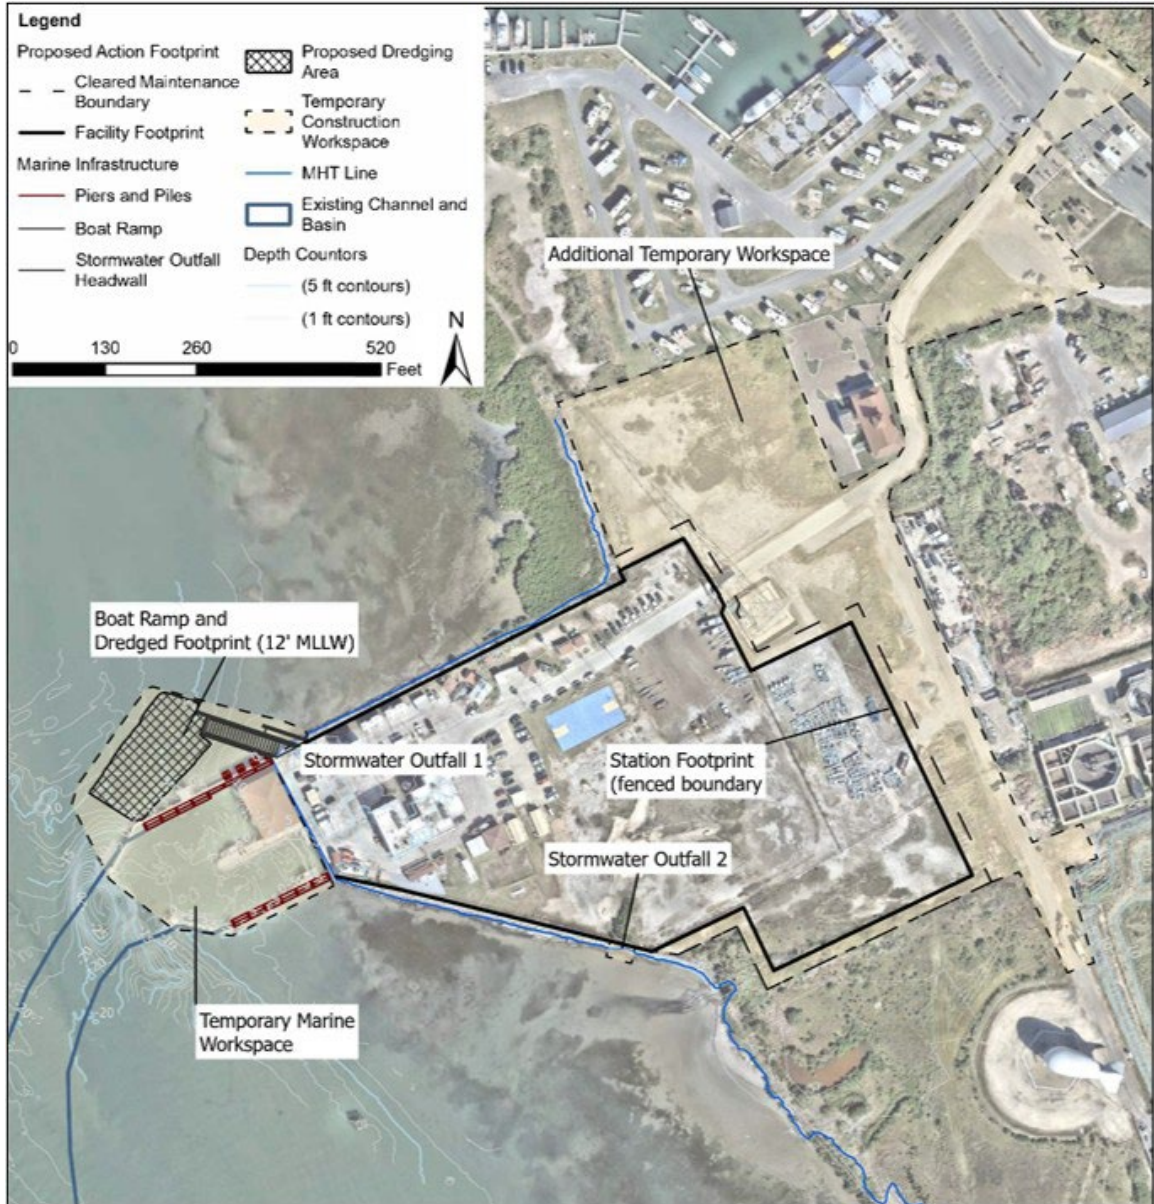 Legend
Proposed Action Footprint
Cleared Maintenance
Boundary
Facility Footprint
Marine Infrastructure
Piers and Piles
Boat Ramp
Stormwater Outfall
Headwall
Proposed Dredging
Area
Temporary
Construction
Workspace
MHT Line
Existing Channel and
Basin
Depth Countors
(5 ft contours)
(1 ft contours)
N
0 130 260 520
Feet
Additional Temporary Workspace
Boat Ramp and
Dredged Footprint (12' MLLW)
Stormwater Outfall 1
Station Footprint
(fenced boundary
Stormwater Outfall 2
-20
Temporary Marine
Workspace